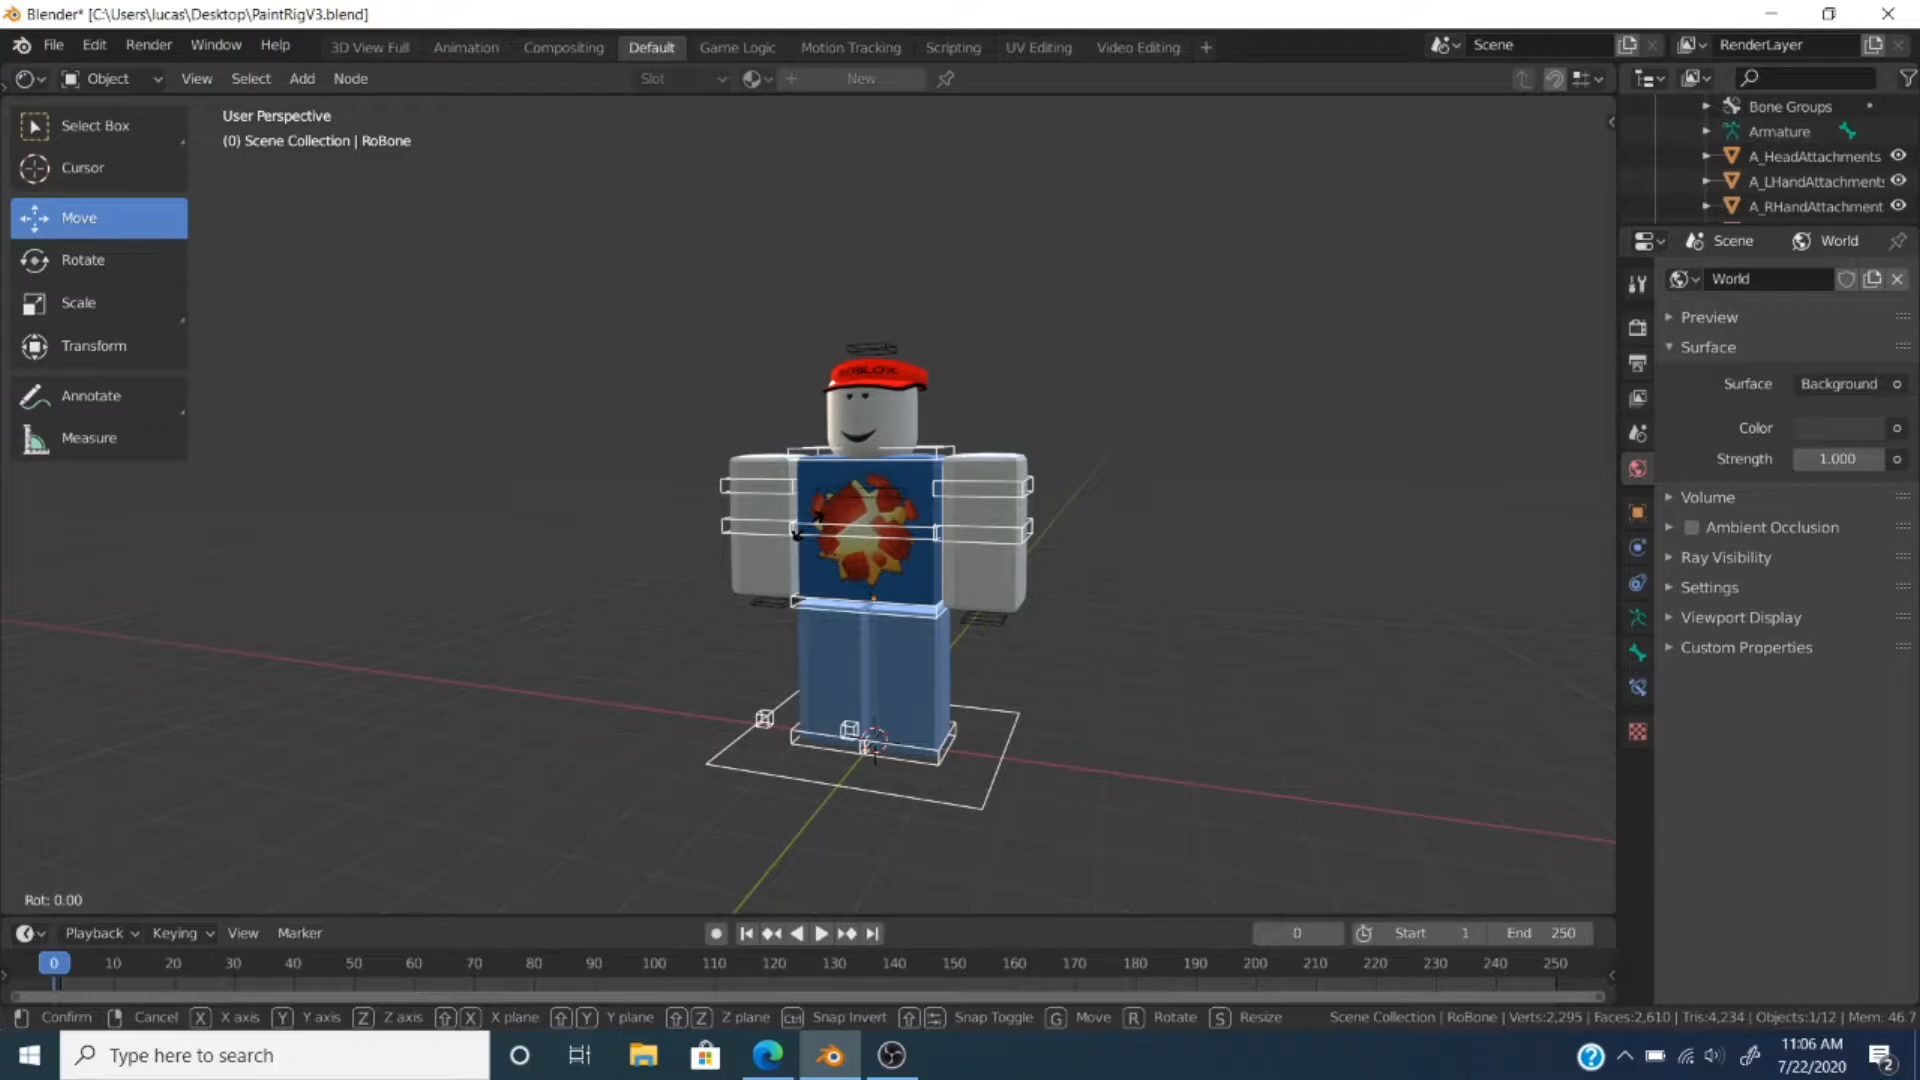 Blender* [C:\Users\lucas\Desktop\PaintRigV3.blend]
File Edit Render Window Help 3D View Full Animation Compositing Default Game Logic Motion Tracking Scripting UV Editing Video Editing + Scene RenderLayer
Object View Select Add Node Slot New
User Perspective
(0) Scene Collection | RoBone
Select Box
Cursor
Move
Rotate
Scale
Transform
Annotate
Measure
ROBLOX
Bone Groups
Armature
A_HeadAttachments
A_LHandAttachments
A_RHandAttachment
Scene World
World
Preview
Surface
Surface Background
Color
Strength 1.000
Volume
Ambient Occlusion
Ray Visibility
Settings
Viewport Display
Custom Properties
Rot: 0.00
Playback Keying View Marker 0 Start 1 End 250
0 10 20 30 40 50 60 70 80 90 100 110 120 130 140 150 160 170 180 190 200 210 220 230 240 250
Confirm Cancel X X axis Y Y axis Z Z axis X X plane Y Y plane Z Z plane Ctrl Snap Invert Snap Toggle G Move R Rotate S Resize Scene Collection | RoBone | Verts:2,295 | Faces:2,610 | Tris:4,234 | Objects:1/12 | Mem: 46.7
Type here to search
11:06 AM
7/22/2020
2